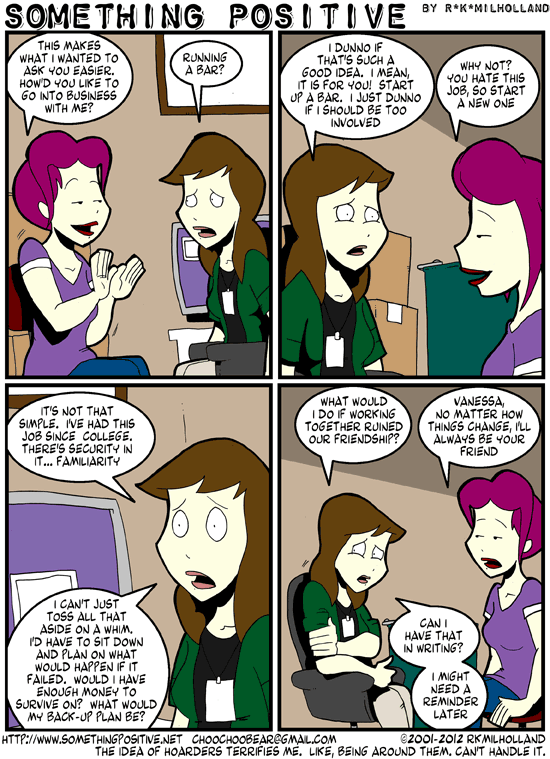 SOMETHING POSITIVE BY R*K*MILHOLLAND
THIS MAKES
WHAT I WANTED TO
ASK YOU EASIER.
HOW'D YOU LIKE TO
GO INTO BUSINESS
WITH ME?
RUNNING
A BAR?
I DUNNO IF
THAT'S SUCH A
GOOD IDEA. I MEAN,
IT IS FOR YOU! START
UP A BAR. I JUST DUNNO
IF I SHOULD BE TOO
INVOLVED
WHY NOT?
YOU HATE THIS
JOB, SO START
A NEW ONE
IT'S NOT THAT
SIMPLE. I'VE HAD THIS
JOB SINCE COLLEGE.
THERE'S SECURITY IN
IT... FAMILIARITY
I CAN'T JUST
TOSS ALL THAT
ASIDE ON A WHIM.
I'D HAVE TO SIT DOWN
AND PLAN ON WHAT
WOULD HAPPEN IF IT
FAILED. WOULD I HAVE
ENOUGH MONEY TO
SURVIVE ON? WHAT WOULD
MY BACK-UP PLAN BE?
WHAT WOULD
I DO IF WORKING
TOGETHER RUINED
OUR FRIENDSHIP?
VANESSA,
NO MATTER HOW
THINGS CHANGE, I'LL
ALWAYS BE YOUR
FRIEND
CAN I
HAVE THAT
IN WRITING?
I MIGHT
NEED A
REMINDER
LATER
HTTP://WWW.SOMETHINGPOSITIVE.NET CHOOCHOOBEAR@GMAIL.COM ©2001-2012 RKMILHOLLAND
THE IDEA OF HOARDERS TERRIFIES ME. LIKE, BEING AROUND THEM. CAN'T HANDLE IT.